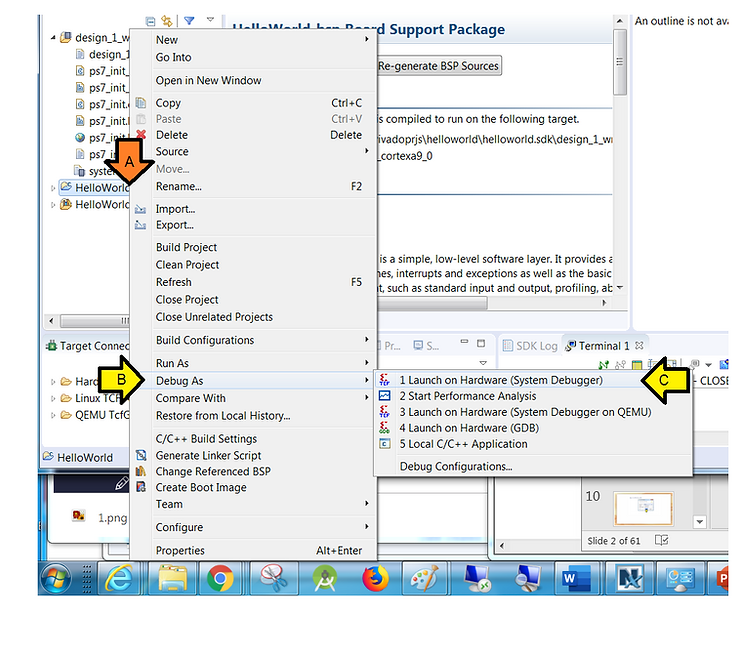 HelloWorld_bsp Board Support Package
An outline is not ava
design_1_w
design_1
ps7_init_
ps7_init_
ps7_init.
ps7_init.l
ps7_init
ps7_in
syste
HelloWorld
HelloWorld
A
New
Go Into
Open in New Window
Copy Ctrl+C
Paste Ctrl+V
Delete Delete
Source
Move...
Rename... F2
Import...
Export...
Build Project
Clean Project
Refresh F5
Close Project
Close Unrelated Projects
Build Configurations
Run As
Debug As
Compare With
Restore from Local History...
C/C++ Build Settings
Generate Linker Script
Change Referenced BSP
Create Boot Image
Team
Configure
Properties Alt+Enter
Re-generate BSP Sources
s compiled to run on the following target.
ivadoprjs\helloworld\helloworld.sdk\design_1_w
_cortexa9_0
is a simple, low-level software layer. It provides a
hes, interrupts and exceptions as well as the basic
t, such as standard input and output, profiling, ab
Target Connec
Hard
Linux TCF
QEMU TcfG
B
Pr...
S...
SDK Log
Terminal 1
1 Launch on Hardware (System Debugger)
2 Start Performance Analysis
3 Launch on Hardware (System Debugger on QEMU)
4 Launch on Hardware (GDB)
5 Local C/C++ Application
Debug Configurations...
C
- CLOSE
HelloWorld
1.png
10
Slide 2 of 61